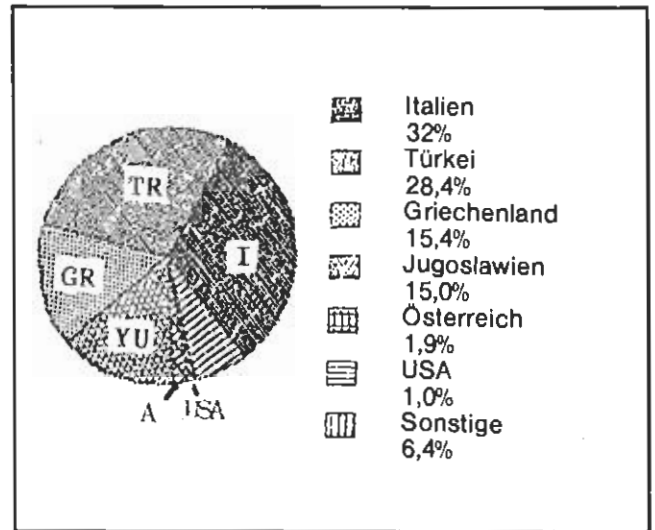 TR
I
GR
YU
A
USA
Italien
32%
Türkei
28,4%
Griechenland
15,4%
Jugoslawien
15,0%
Österreich
1,9%
USA
1,0%
Sonstige
6,4%